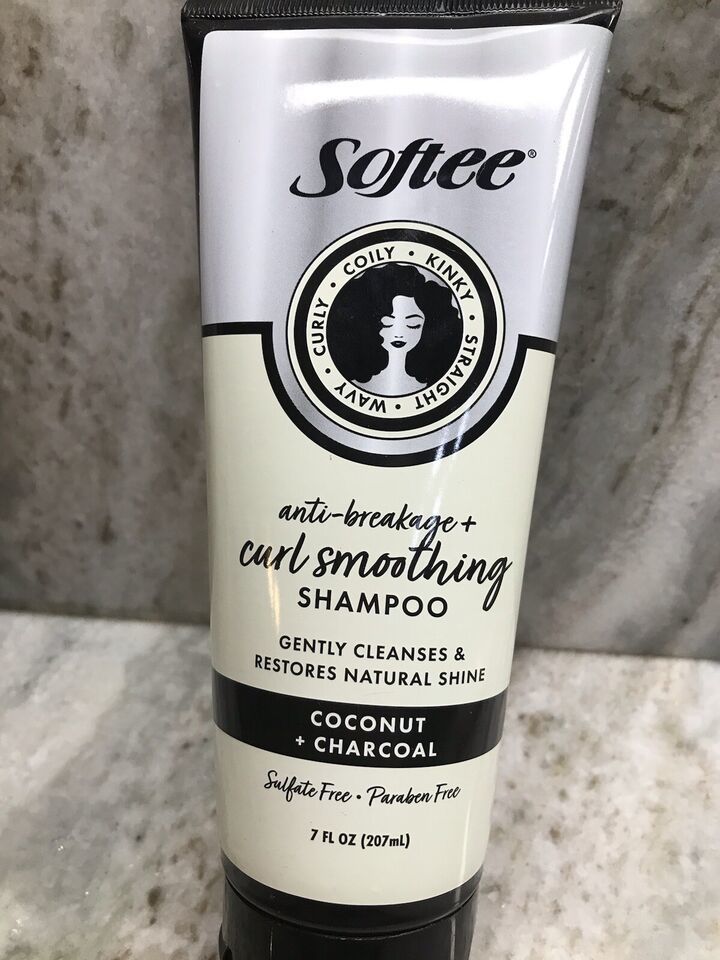 Softee®
WAVY • CURLY • COILY • KINKY • STRAIGHT •
anti-breakage +
curl smoothing
SHAMPOO
GENTLY CLEANSES &
RESTORES NATURAL SHINE
COCONUT
+ CHARCOAL
Sulfate Free • Paraben Free
7 FL OZ (207mL)